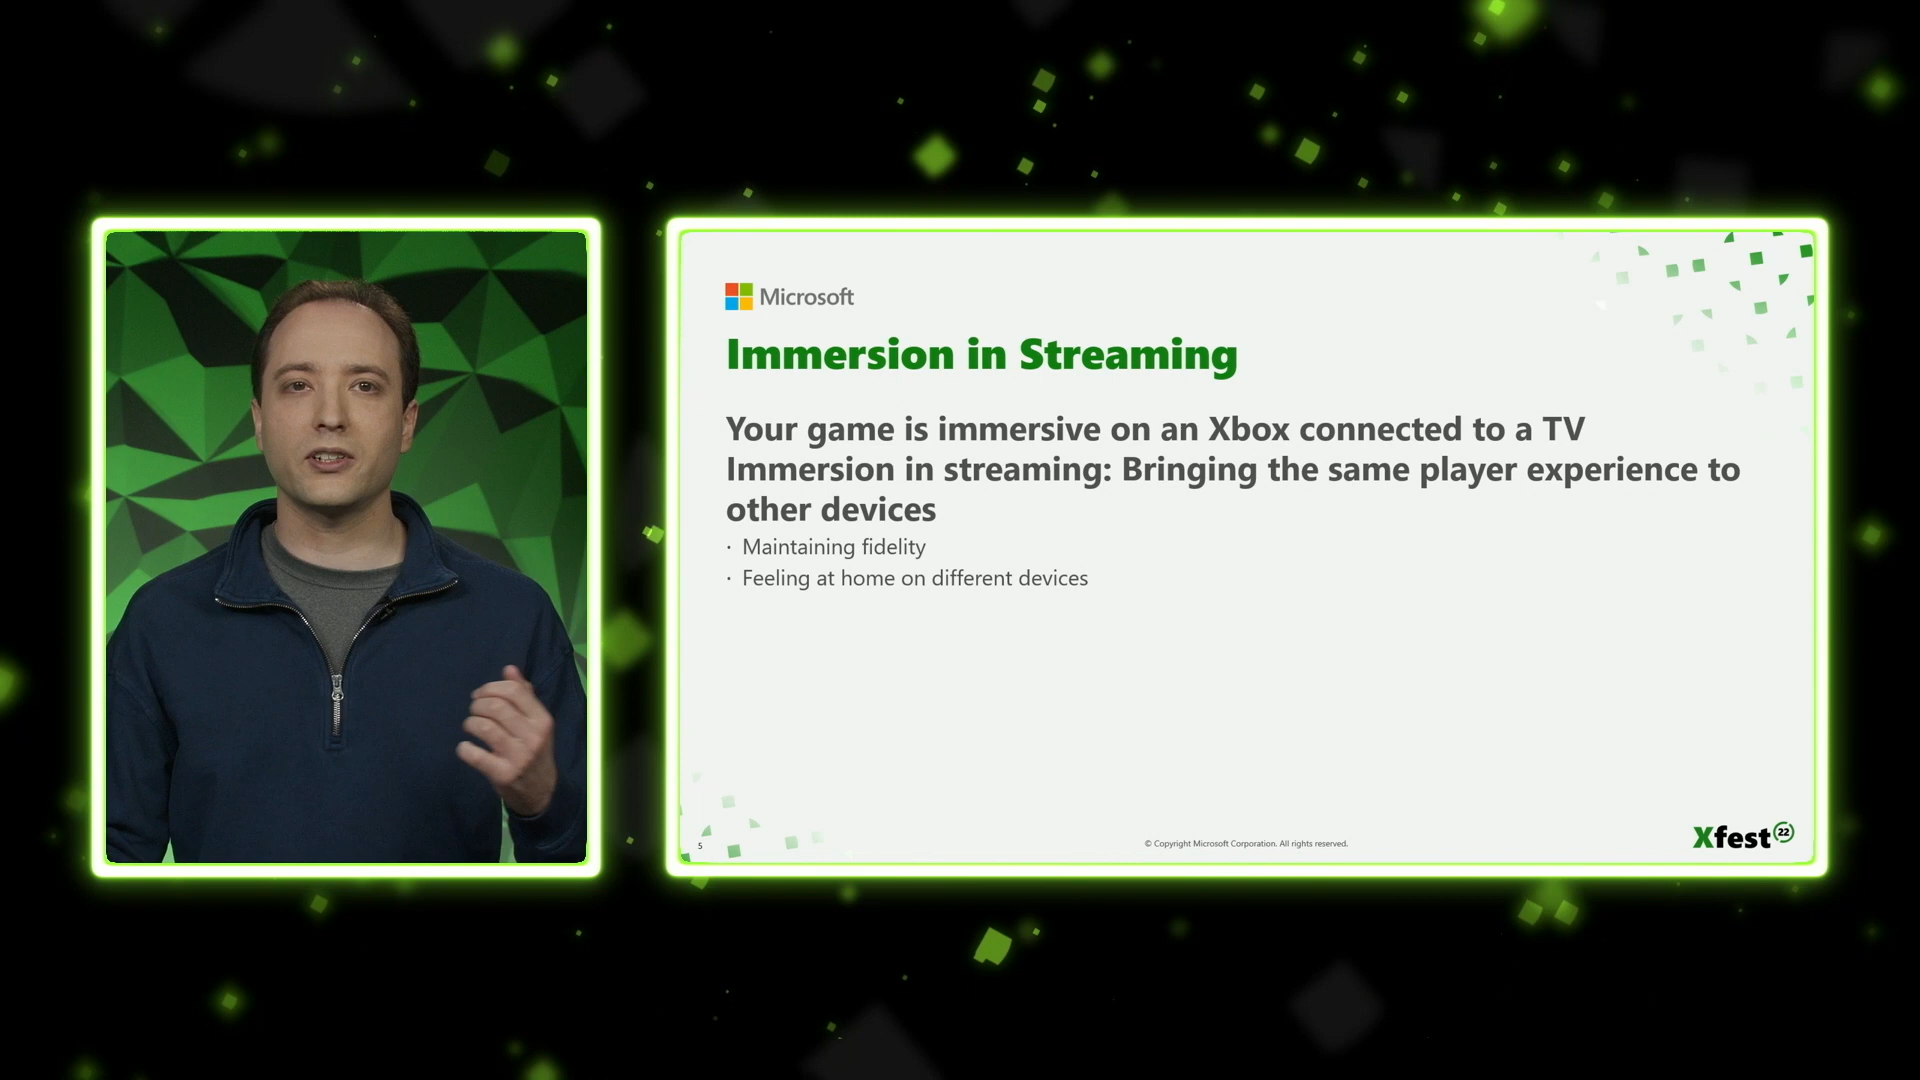 Microsoft
Immersion in Streaming
Your game is immersive on an Xbox connected to a TV
Immersion in streaming: Bringing the same player experience to
other devices
· Maintaining fidelity
· Feeling at home on different devices
5
© Copyright Microsoft Corporation. All rights reserved.
Xfest 22